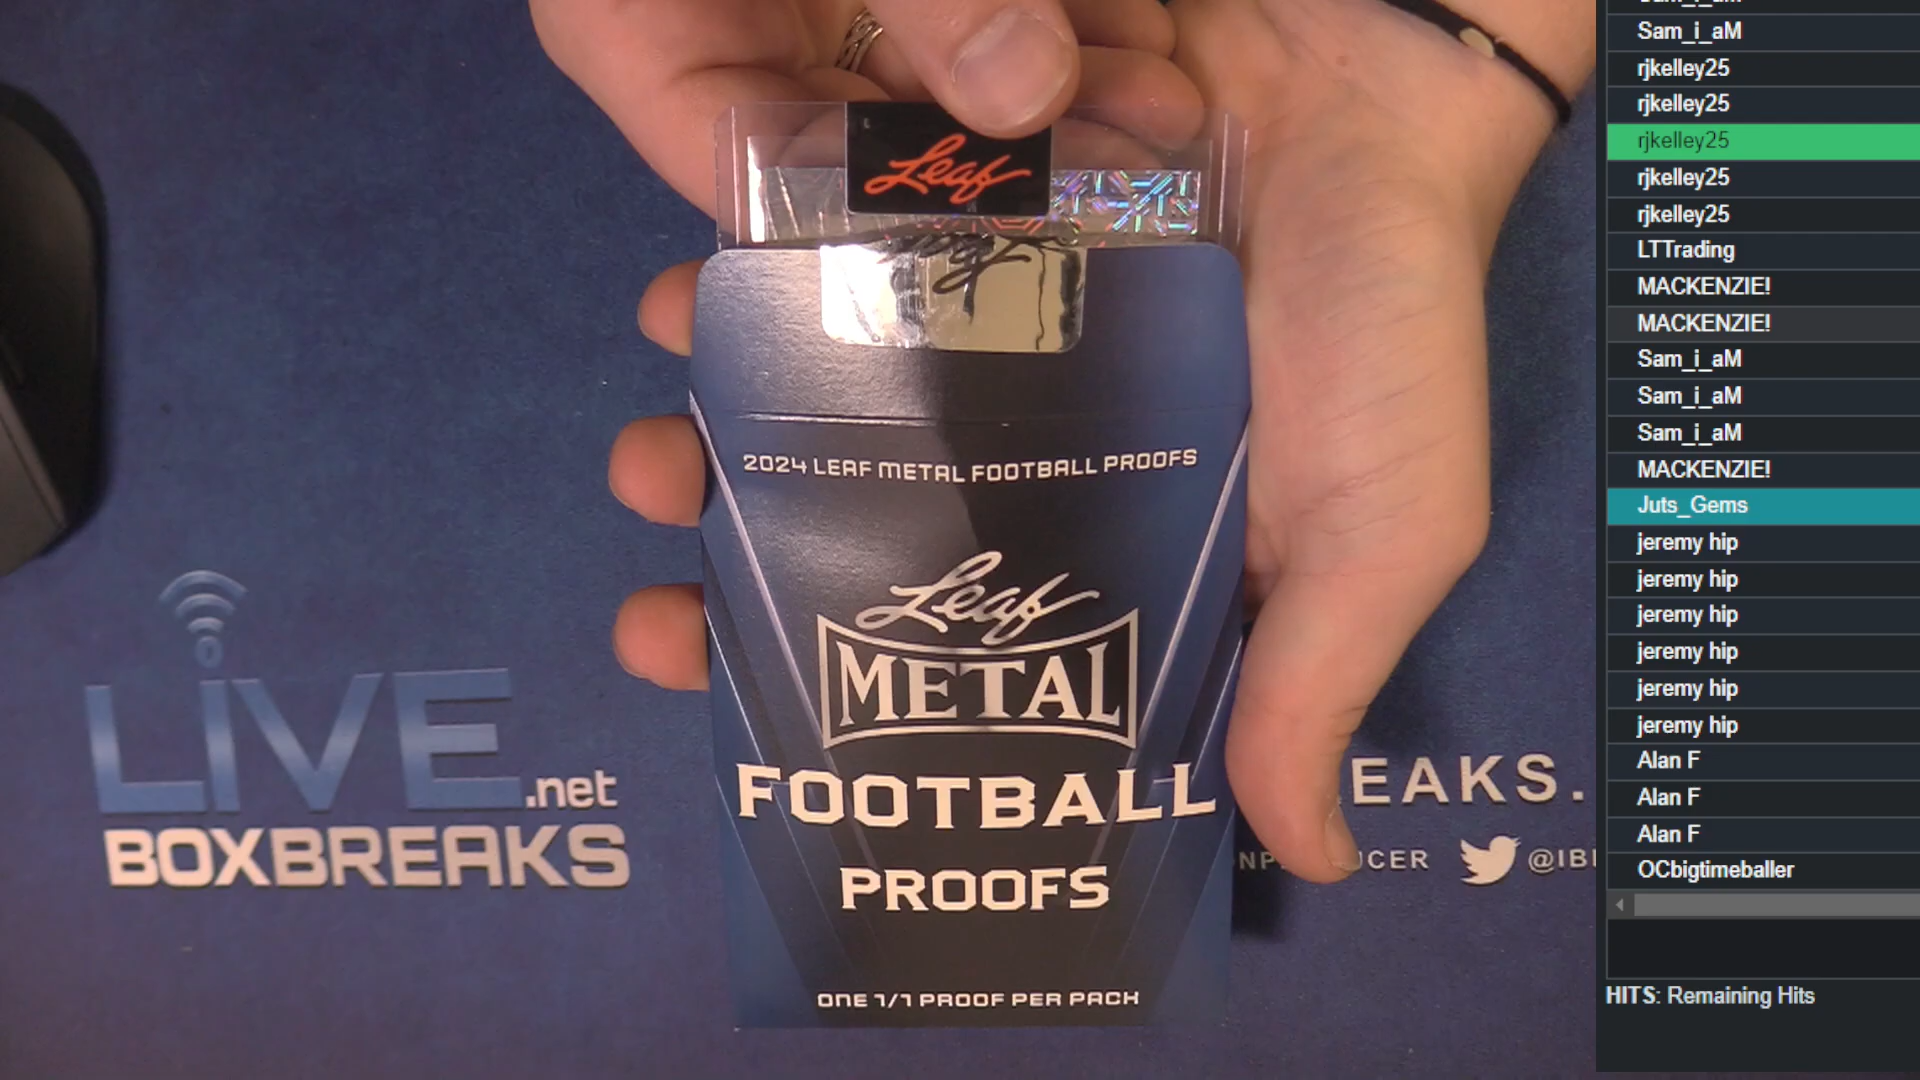 Leaf
2024 LEAF METAL FOOTBALL PROOFS
Leaf
METAL
FOOTBALL
PROOFS
ONE 1/1 PROOF PER PACK
LIVE.net
BOXBREAKS
EAKS.
UCER
@IB
Sam_i_aM
Sam_i_aM
rjkelley25
rjkelley25
rjkelley25
rjkelley25
rjkelley25
LTTrading
MACKENZIE!
MACKENZIE!
Sam_i_aM
Sam_i_aM
Sam_i_aM
MACKENZIE!
Juts_Gems
jeremy hip
jeremy hip
jeremy hip
jeremy hip
jeremy hip
jeremy hip
Alan F
Alan F
Alan F
OCbigtimeballer
HITS: Remaining Hits